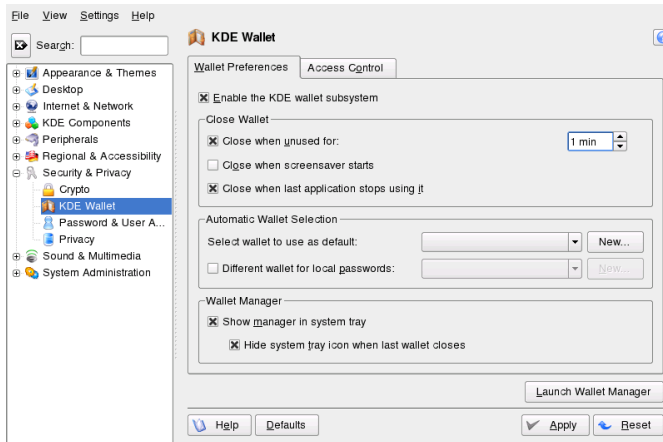 File View Settings Help
Search:
Appearance & Themes
Desktop
Internet & Network
KDE Components
Peripherals
Regional & Accessibility
Security & Privacy
Crypto
KDE Wallet
Password & User A...
Privacy
Sound & Multimedia
System Administration
KDE Wallet
Wallet Preferences Access Control
Enable the KDE wallet subsystem
Close Wallet
Close when unused for: 1 min
Close when screensaver starts
Close when last application stops using it
Automatic Wallet Selection
Select wallet to use as default: New...
Different wallet for local passwords: New...
Wallet Manager
Show manager in system tray
Hide system tray icon when last wallet closes
Launch Wallet Manager
Help Defaults Apply Reset